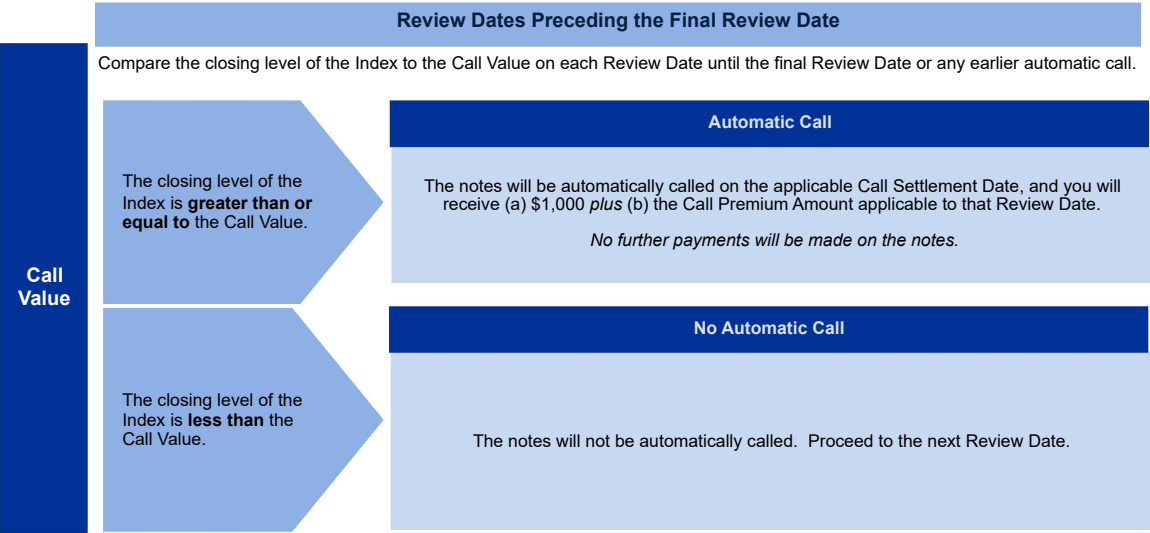 Review Dates Preceding the Final Review Date
Compare the closing level of the Index to the Call Value on each Review Date until the final Review Date or any earlier automatic call.
Call
Value
The closing level of the
Index is greater than or
equal to the Call Value.
Automatic Call
The notes will be automatically called on the applicable Call Settlement Date, and you will
receive (a) $1,000 plus (b) the Call Premium Amount applicable to that Review Date.
No further payments will be made on the notes.
The closing level of the
Index is less than the
Call Value.
No Automatic Call
The notes will not be automatically called. Proceed to the next Review Date.